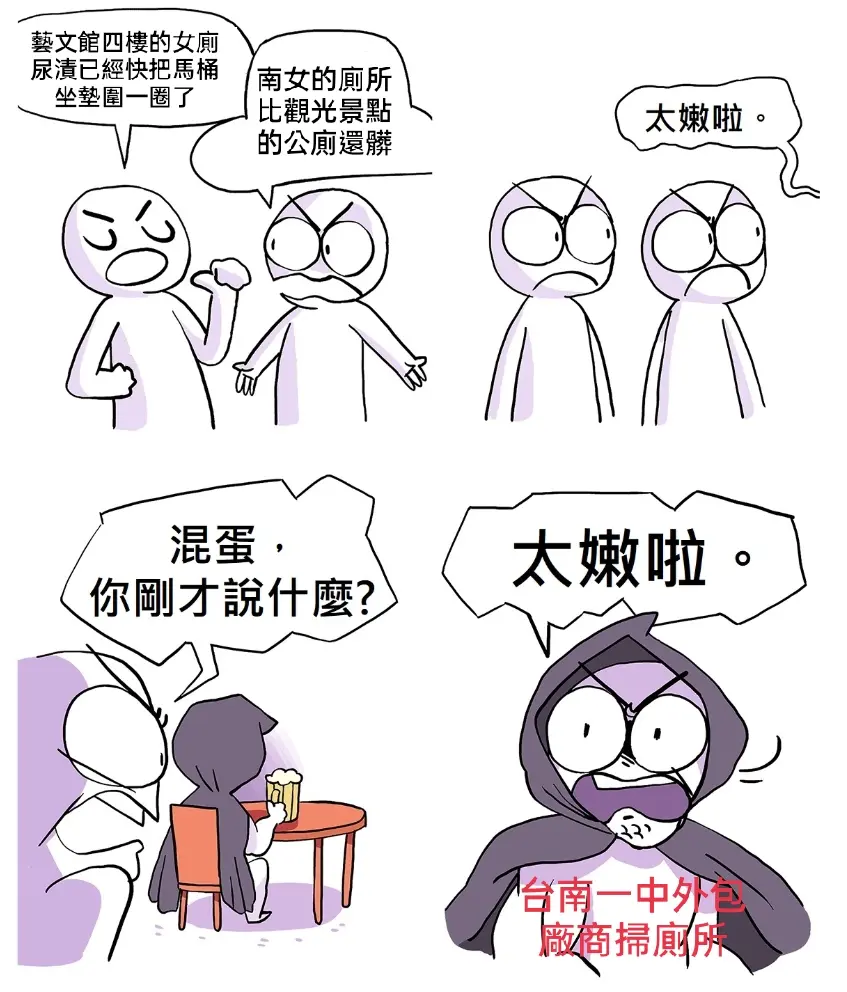 藝文館四樓的女廁
尿漬已經快把馬桶
坐墊圍一圈了
南女的廁所
比觀光景點
的公廁還髒
太嫩啦。
混蛋，
你剛才說什麼?
太嫩啦。
台南一中外包
廠商掃廁所